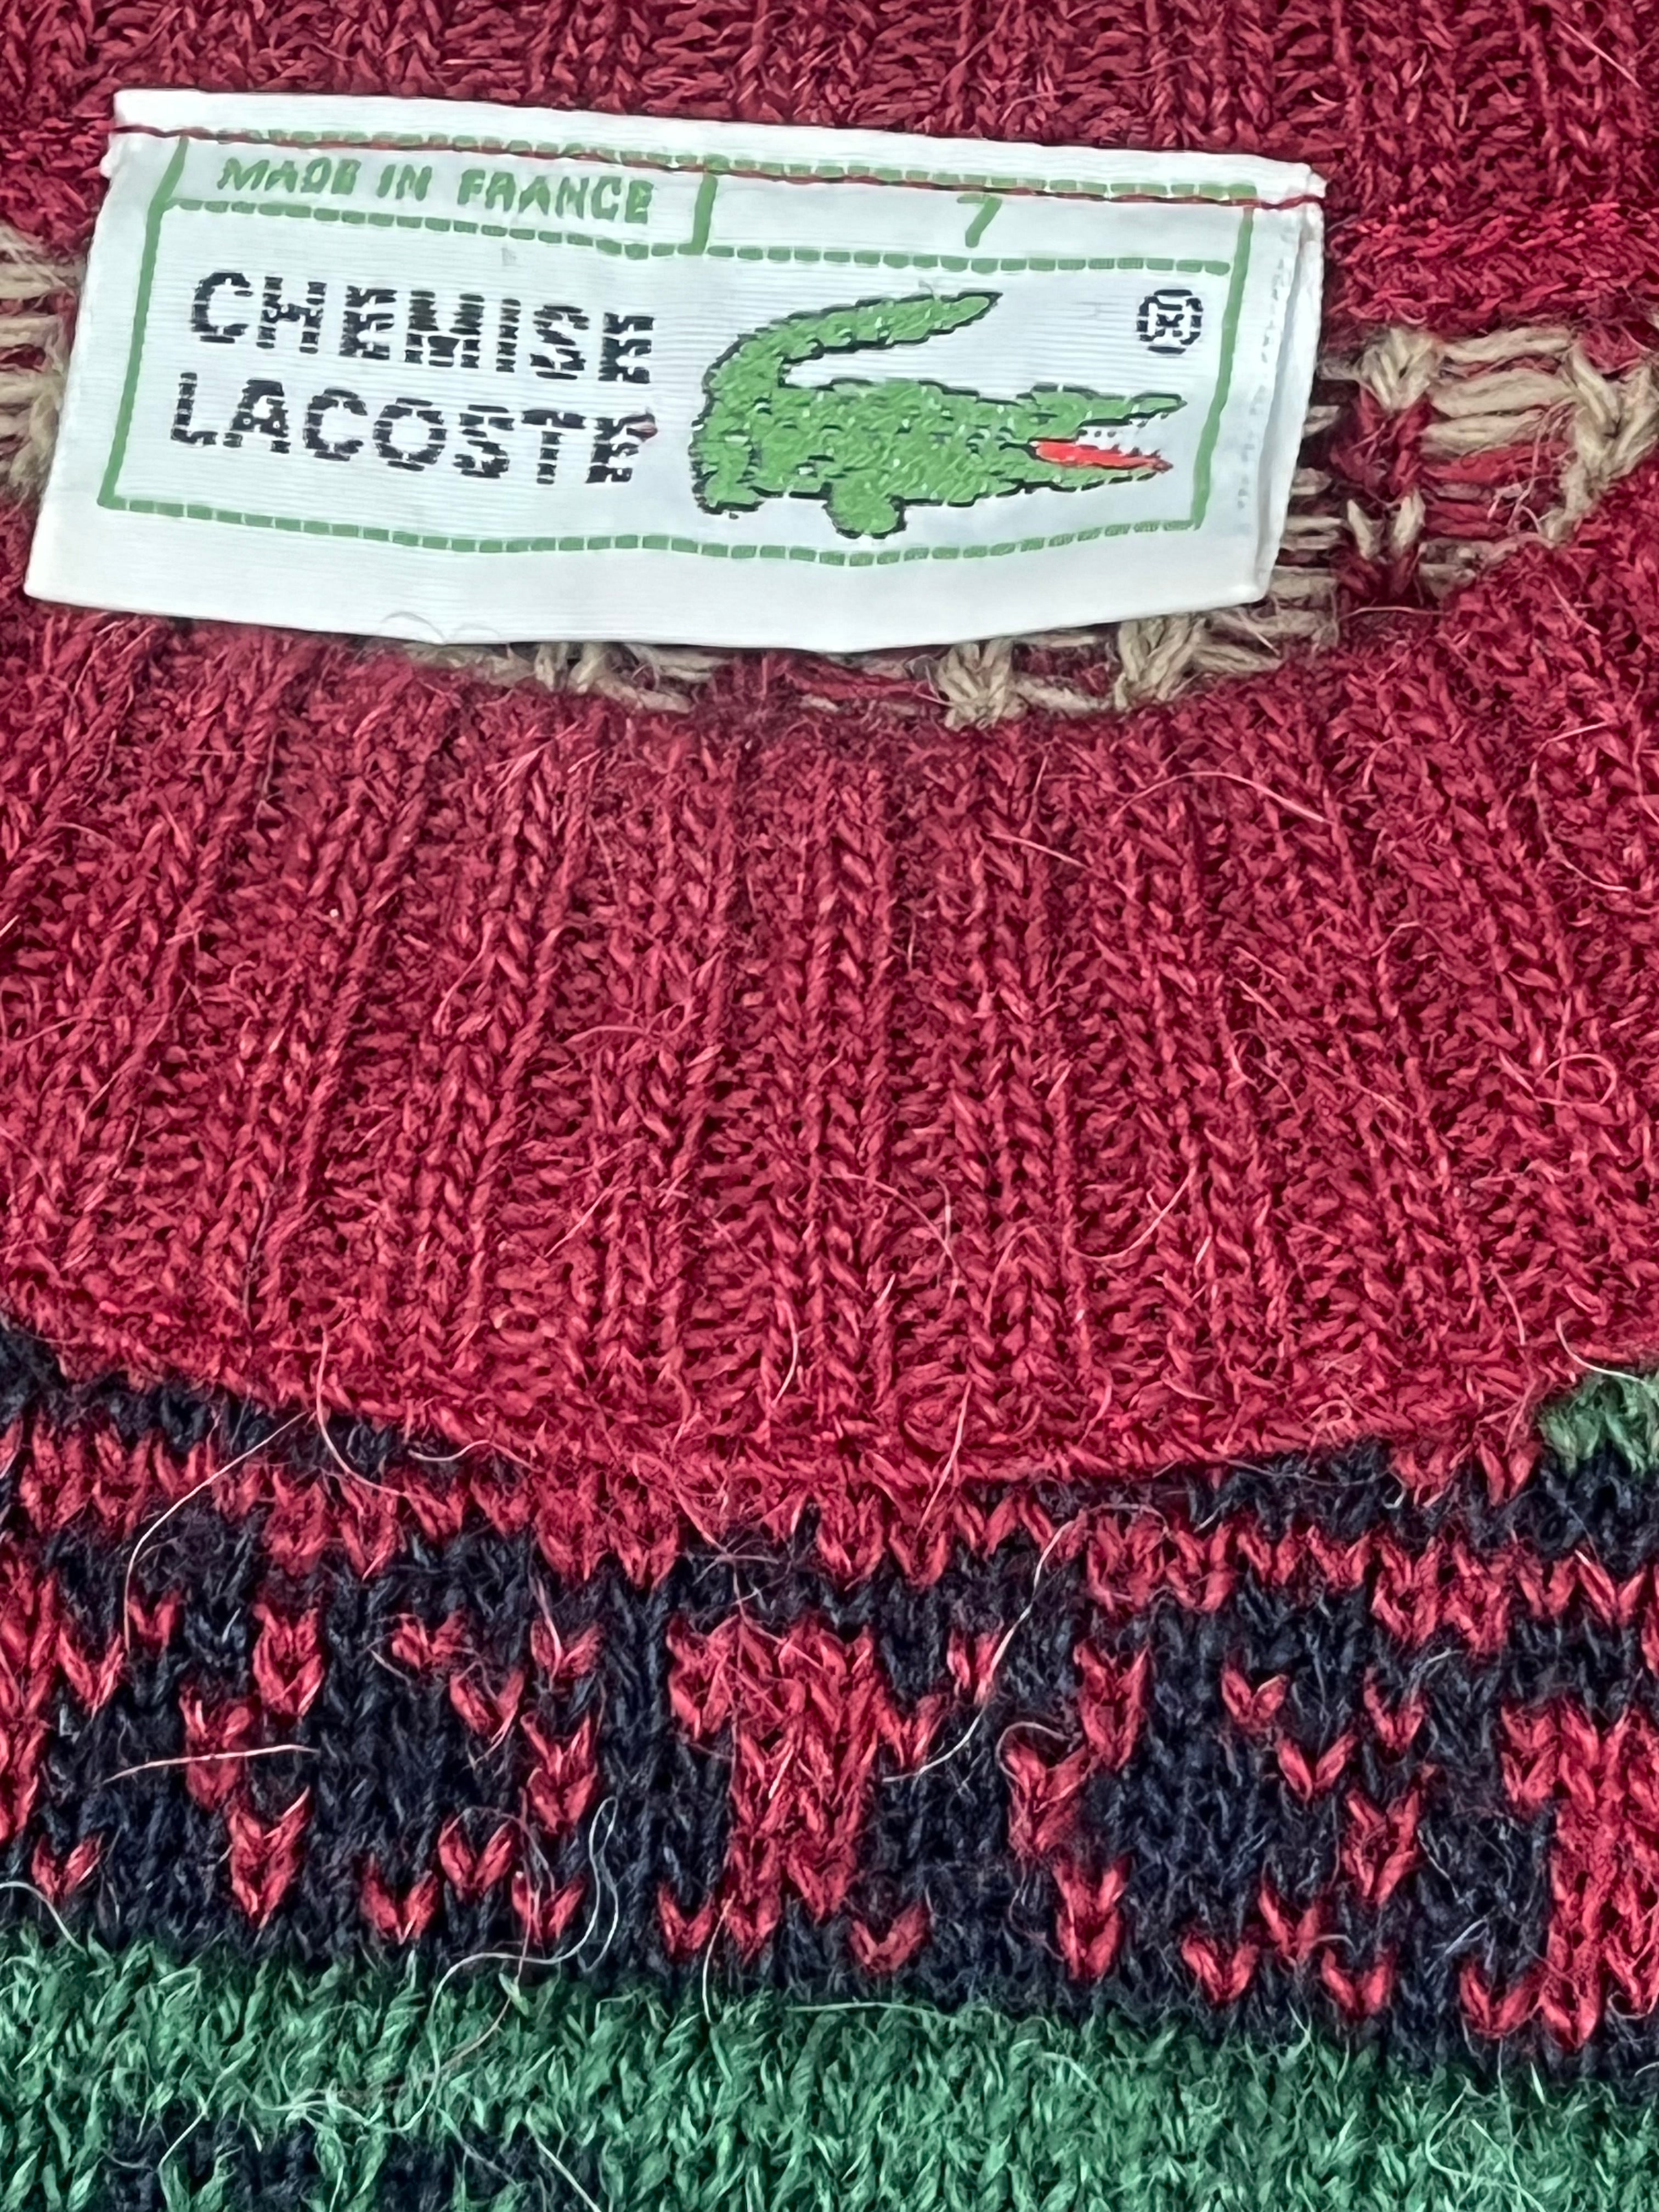 MADE IN FRANCE 7
CHEMISE
LACOSTE
®